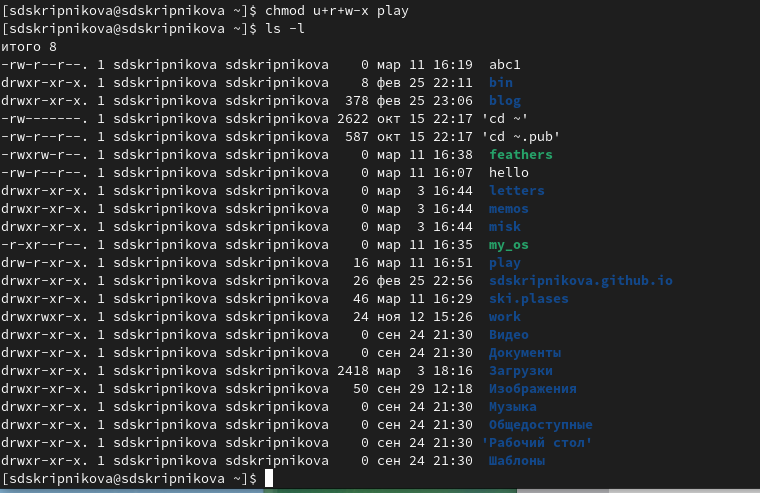 [sdskripnikova@sdskripnikova ~]$ chmod u+r+w-x play
[sdskripnikova@sdskripnikova ~]$ ls -l
итого 8
-rw-r--r--. 1 sdskripnikova sdskripnikova    0 мар 11 16:19  abc1
drwxr-xr-x. 1 sdskripnikova sdskripnikova    8 фев 25 22:11  bin
drwxr-xr-x. 1 sdskripnikova sdskripnikova  378 фев 25 23:06  blog
-rw-------. 1 sdskripnikova sdskripnikova 2622 окт 15 22:17 'cd ~'
-rw-r--r--. 1 sdskripnikova sdskripnikova  587 окт 15 22:17 'cd ~.pub'
-rwxrw-r--. 1 sdskripnikova sdskripnikova    0 мар 11 16:38  feathers
-rw-r--r--. 1 sdskripnikova sdskripnikova    0 мар 11 16:07  hello
drwxr-xr-x. 1 sdskripnikova sdskripnikova    0 мар  3 16:44  letters
drwxr-xr-x. 1 sdskripnikova sdskripnikova    0 мар  3 16:44  memos
drwxr-xr-x. 1 sdskripnikova sdskripnikova    0 мар  3 16:44  misk
-r-xr--r--. 1 sdskripnikova sdskripnikova    0 мар 11 16:35  my_os
drw-r-xr-x. 1 sdskripnikova sdskripnikova   16 мар 11 16:51  play
drwxr-xr-x. 1 sdskripnikova sdskripnikova   26 фев 25 22:56  sdskripnikova.github.io
drwxr-xr-x. 1 sdskripnikova sdskripnikova   46 мар 11 16:29  ski.plases
drwxrwxr-x. 1 sdskripnikova sdskripnikova   24 ноя 12 15:26  work
drwxr-xr-x. 1 sdskripnikova sdskripnikova    0 сен 24 21:30  Видео
drwxr-xr-x. 1 sdskripnikova sdskripnikova    0 сен 24 21:30  Документы
drwxr-xr-x. 1 sdskripnikova sdskripnikova 2418 мар  3 18:16  Загрузки
drwxr-xr-x. 1 sdskripnikova sdskripnikova   50 сен 29 12:18  Изображения
drwxr-xr-x. 1 sdskripnikova sdskripnikova    0 сен 24 21:30  Музыка
drwxr-xr-x. 1 sdskripnikova sdskripnikova    0 сен 24 21:30  Общедоступные
drwxr-xr-x. 1 sdskripnikova sdskripnikova    0 сен 24 21:30 'Рабочий стол'
drwxr-xr-x. 1 sdskripnikova sdskripnikova    0 сен 24 21:30  Шаблоны
[sdskripnikova@sdskripnikova ~]$